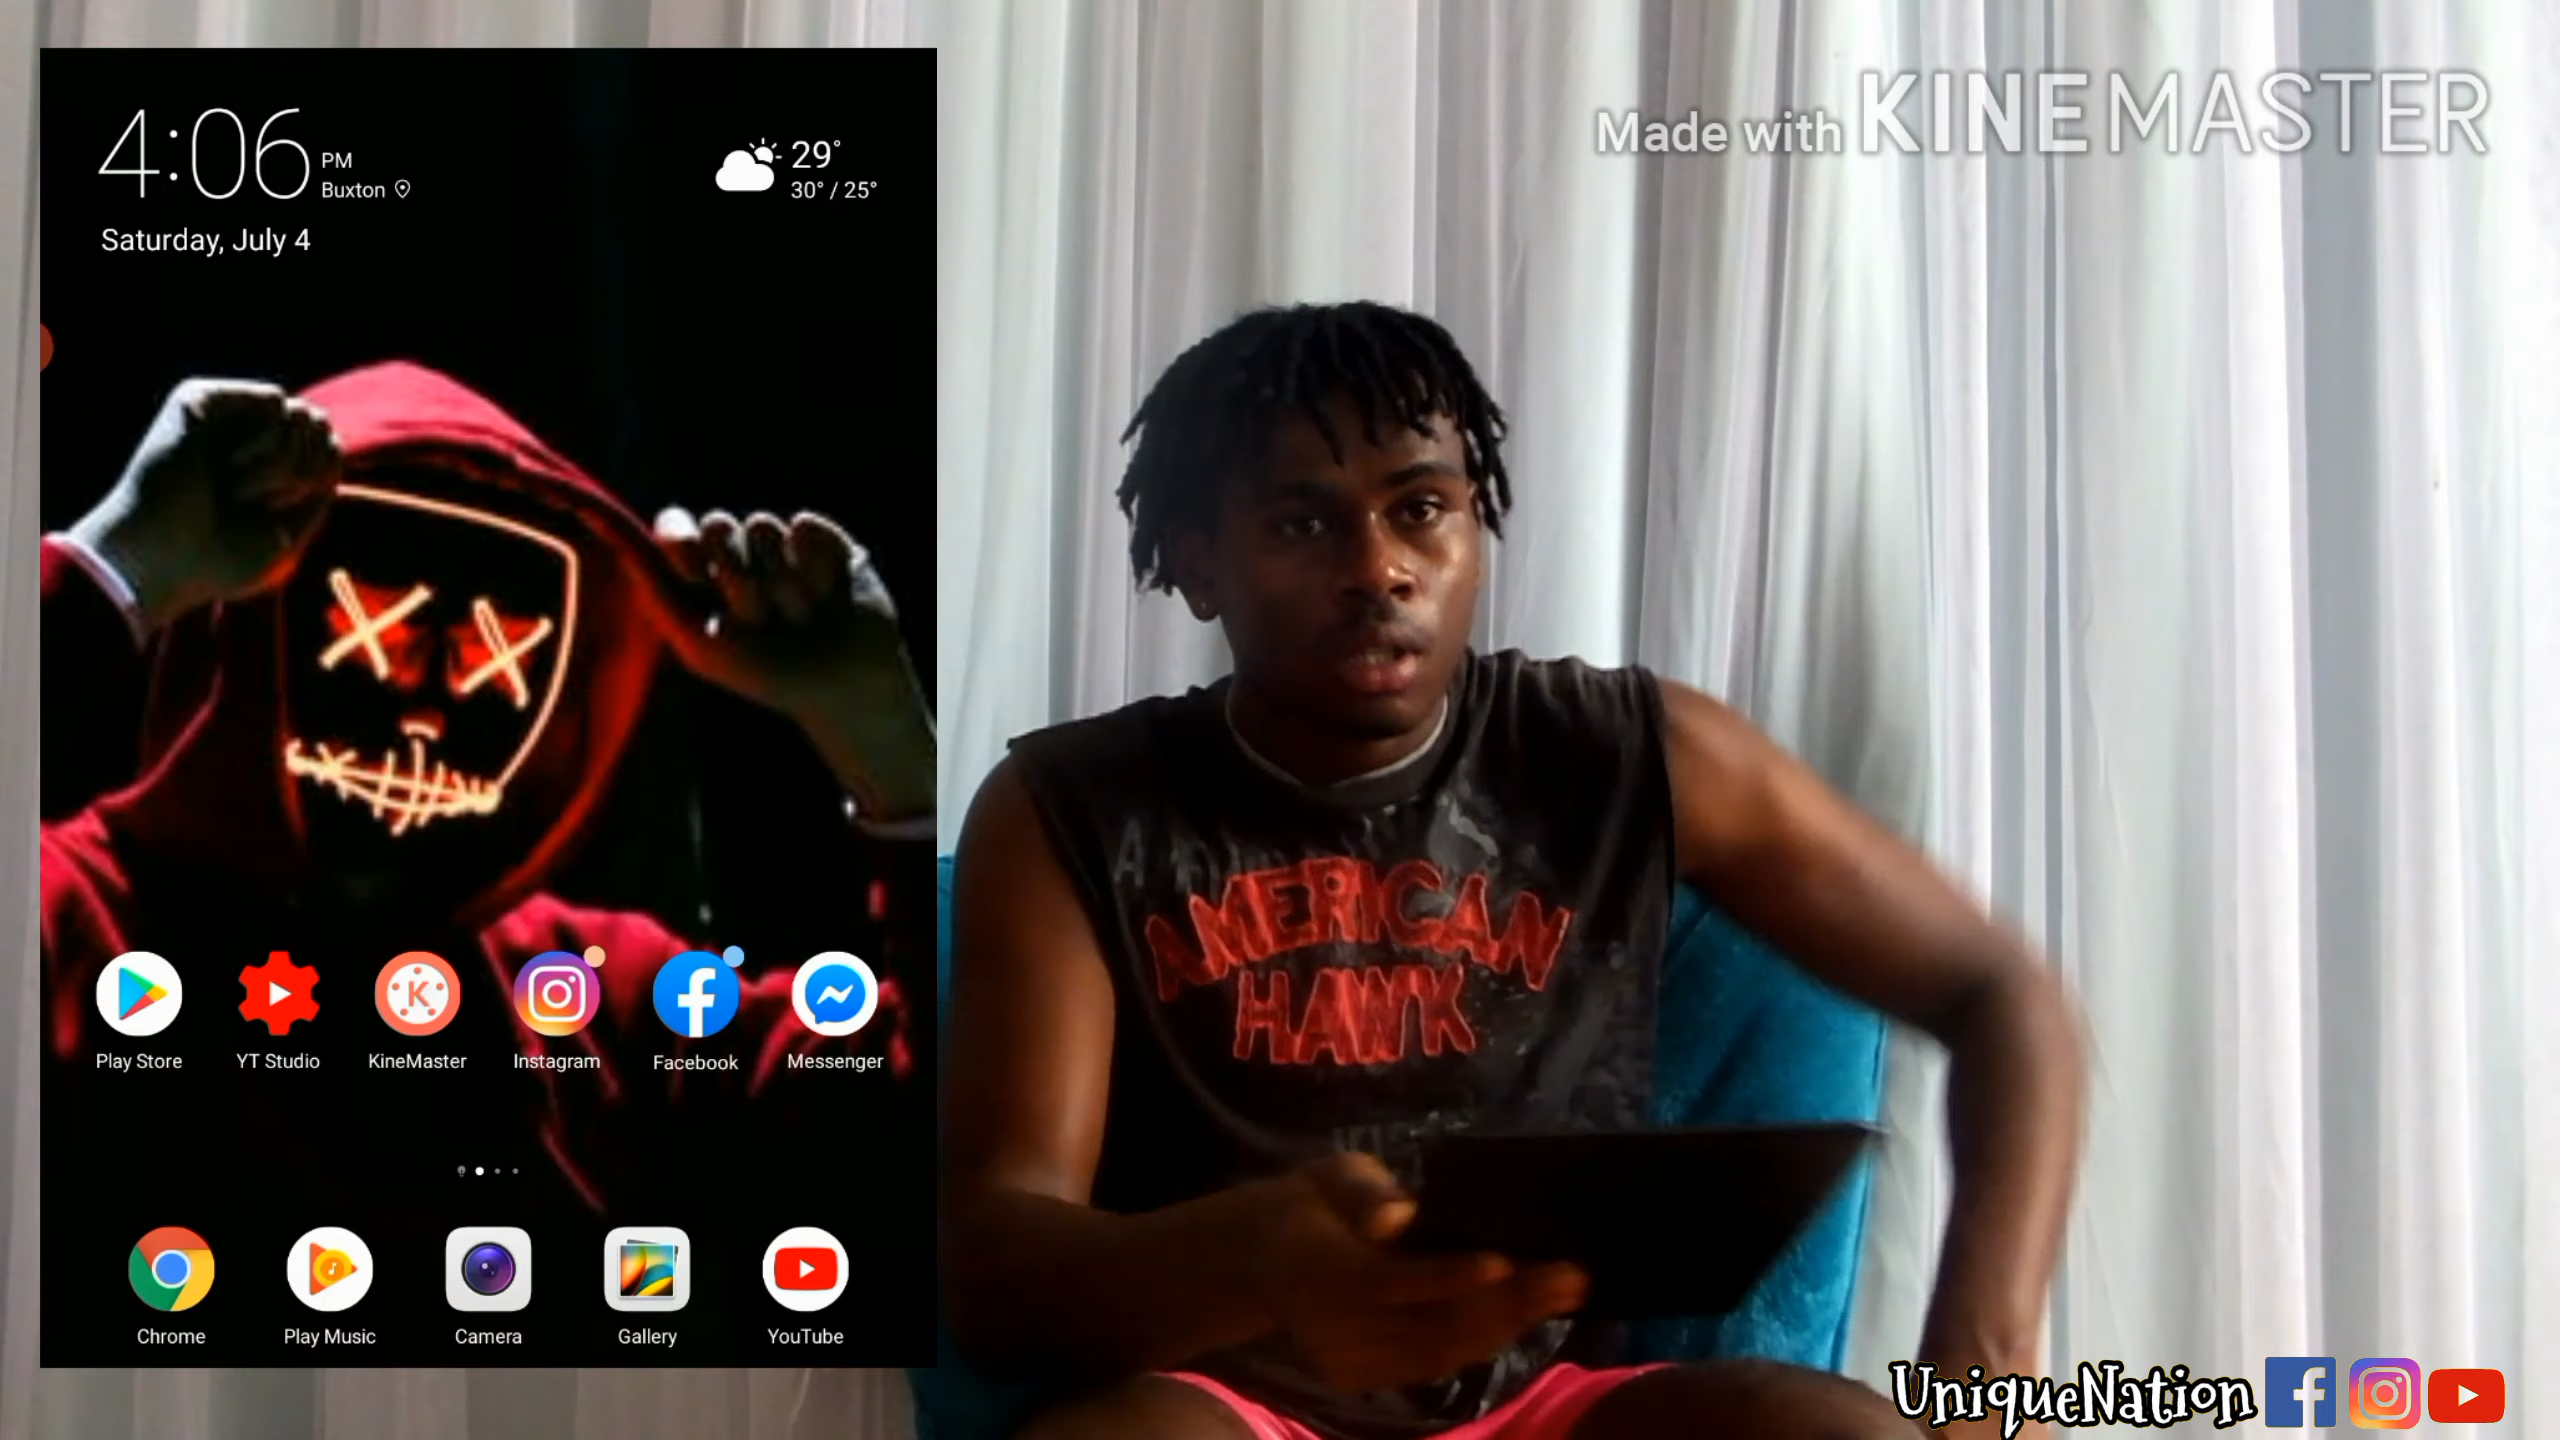 4:06 PM
Buxton
Saturday, July 4
29°
30° / 25°
Play Store
YT Studio
KineMaster
Instagram
Facebook
Messenger
Chrome
Play Music
Camera
Gallery
YouTube
Made with KINEMASTER
AMERICAN
HAWK
UniqueNation